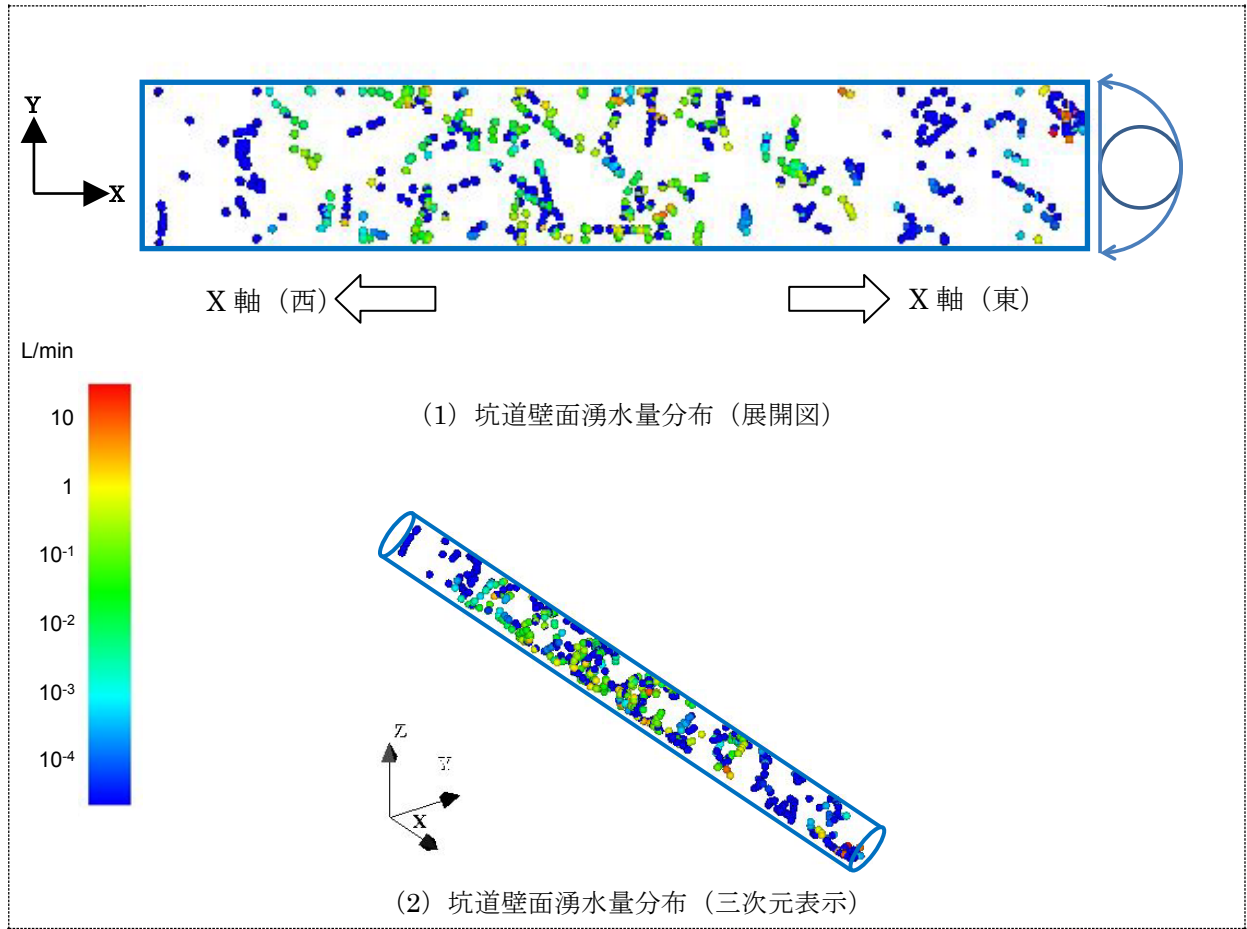 Y
X
X 軸（西）
X 軸（東）
L/min
10
1
10-1
10-2
10-3
10-4
（1）坑道壁面湧水量分布（展開図）
Z
Y
X
（2）坑道壁面湧水量分布（三次元表示）